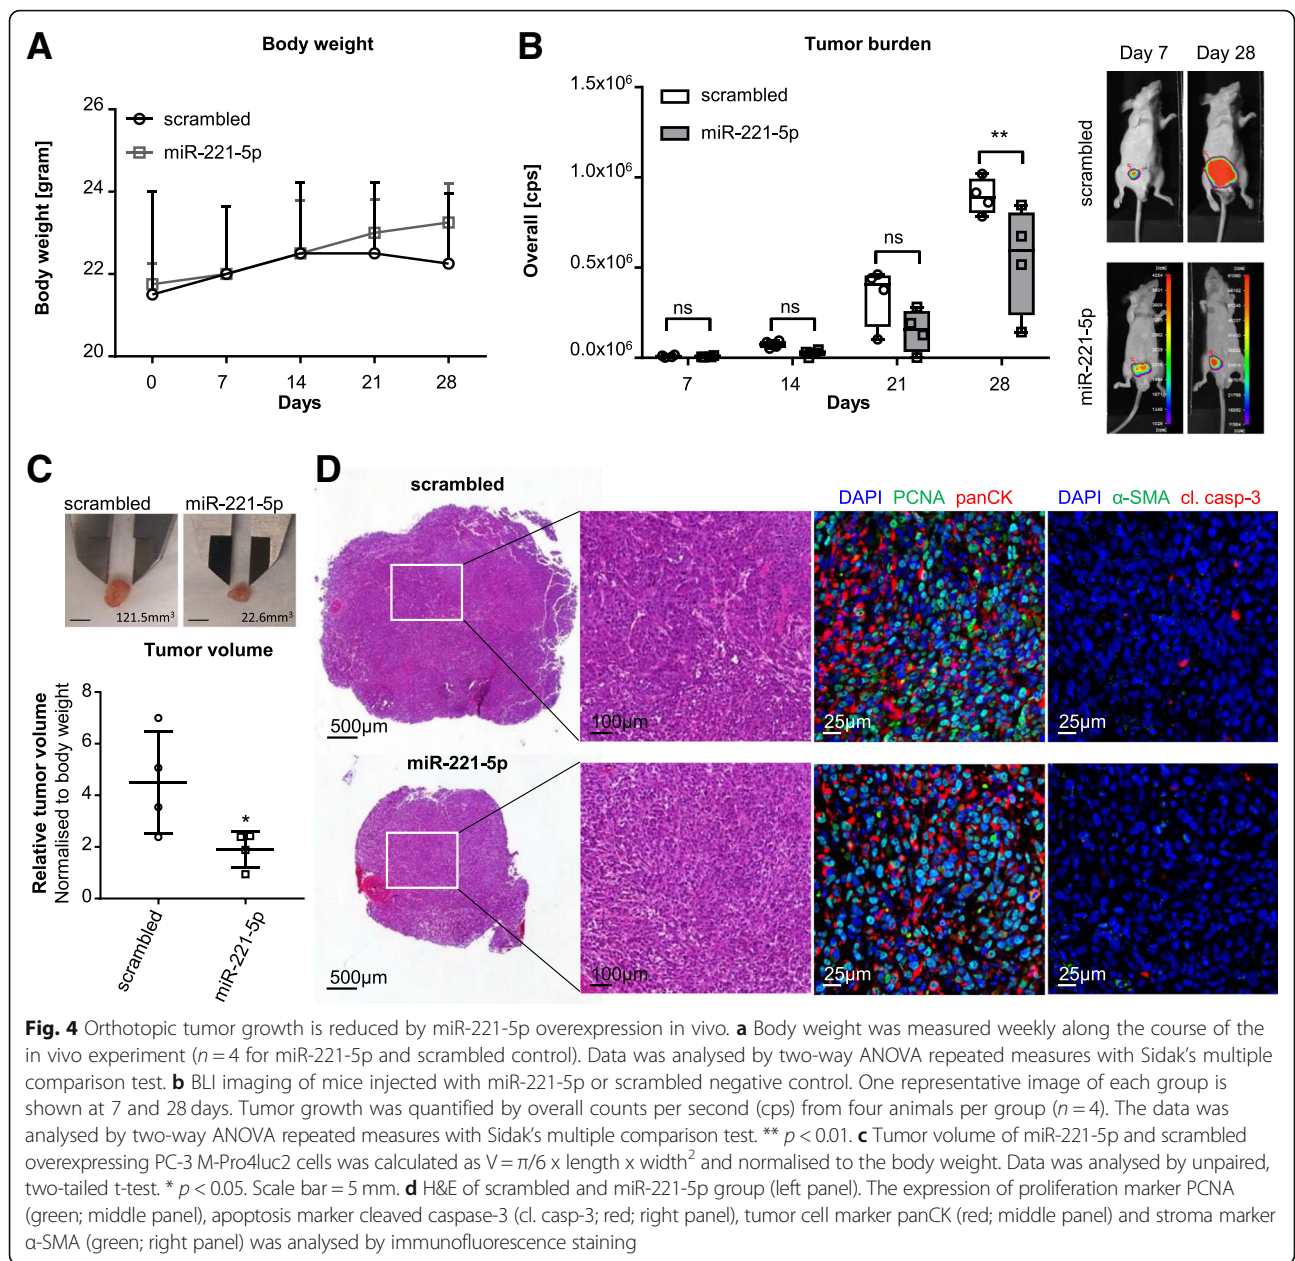 A
Body weight
26
24
22
20
Body weight [gram]
scrambled
miR-221-5p
0 7 14 21 28
Days
B
Tumor burden
1.5x10⁶
1.0x10⁶
0.5x10⁶
0.0x10⁶
Overall [cps]
scrambled
miR-221-5p
ns
ns
ns
**
7 14 21 28
Days
Day 7 Day 28
scrambled
miR-221-5p
C
scrambled miR-221-5p
121.5mm³ 22.6mm³
Tumor volume
8
6
4
2
0
Relative tumor volume
Normalised to body weight
*
scrambled
miR-221-5p
D
scrambled
DAPI PCNA panCK
DAPI α-SMA cl. casp-3
500μm
100μm
25μm
25μm
miR-221-5p
500μm
100μm
25μm
25μm
Fig. 4 Orthotopic tumor growth is reduced by miR-221-5p overexpression in vivo. a Body weight was measured weekly along the course of the
in vivo experiment (n = 4 for miR-221-5p and scrambled control). Data was analysed by two-way ANOVA repeated measures with Sidak's multiple
comparison test. b BLI imaging of mice injected with miR-221-5p or scrambled negative control. One representative image of each group is
shown at 7 and 28 days. Tumor growth was quantified by overall counts per second (cps) from four animals per group (n = 4). The data was
analysed by two-way ANOVA repeated measures with Sidak's multiple comparison test. ** p < 0.01. c Tumor volume of miR-221-5p and scrambled
overexpressing PC-3 M-Pro4luc2 cells was calculated as V = π/6 x length x width² and normalised to the body weight. Data was analysed by unpaired,
two-tailed t-test. * p < 0.05. Scale bar = 5 mm. d H&E of scrambled and miR-221-5p group (left panel). The expression of proliferation marker PCNA
(green; middle panel), apoptosis marker cleaved caspase-3 (cl. casp-3; red; right panel), tumor cell marker panCK (red; middle panel) and stroma marker
α-SMA (green; right panel) was analysed by immunofluorescence staining